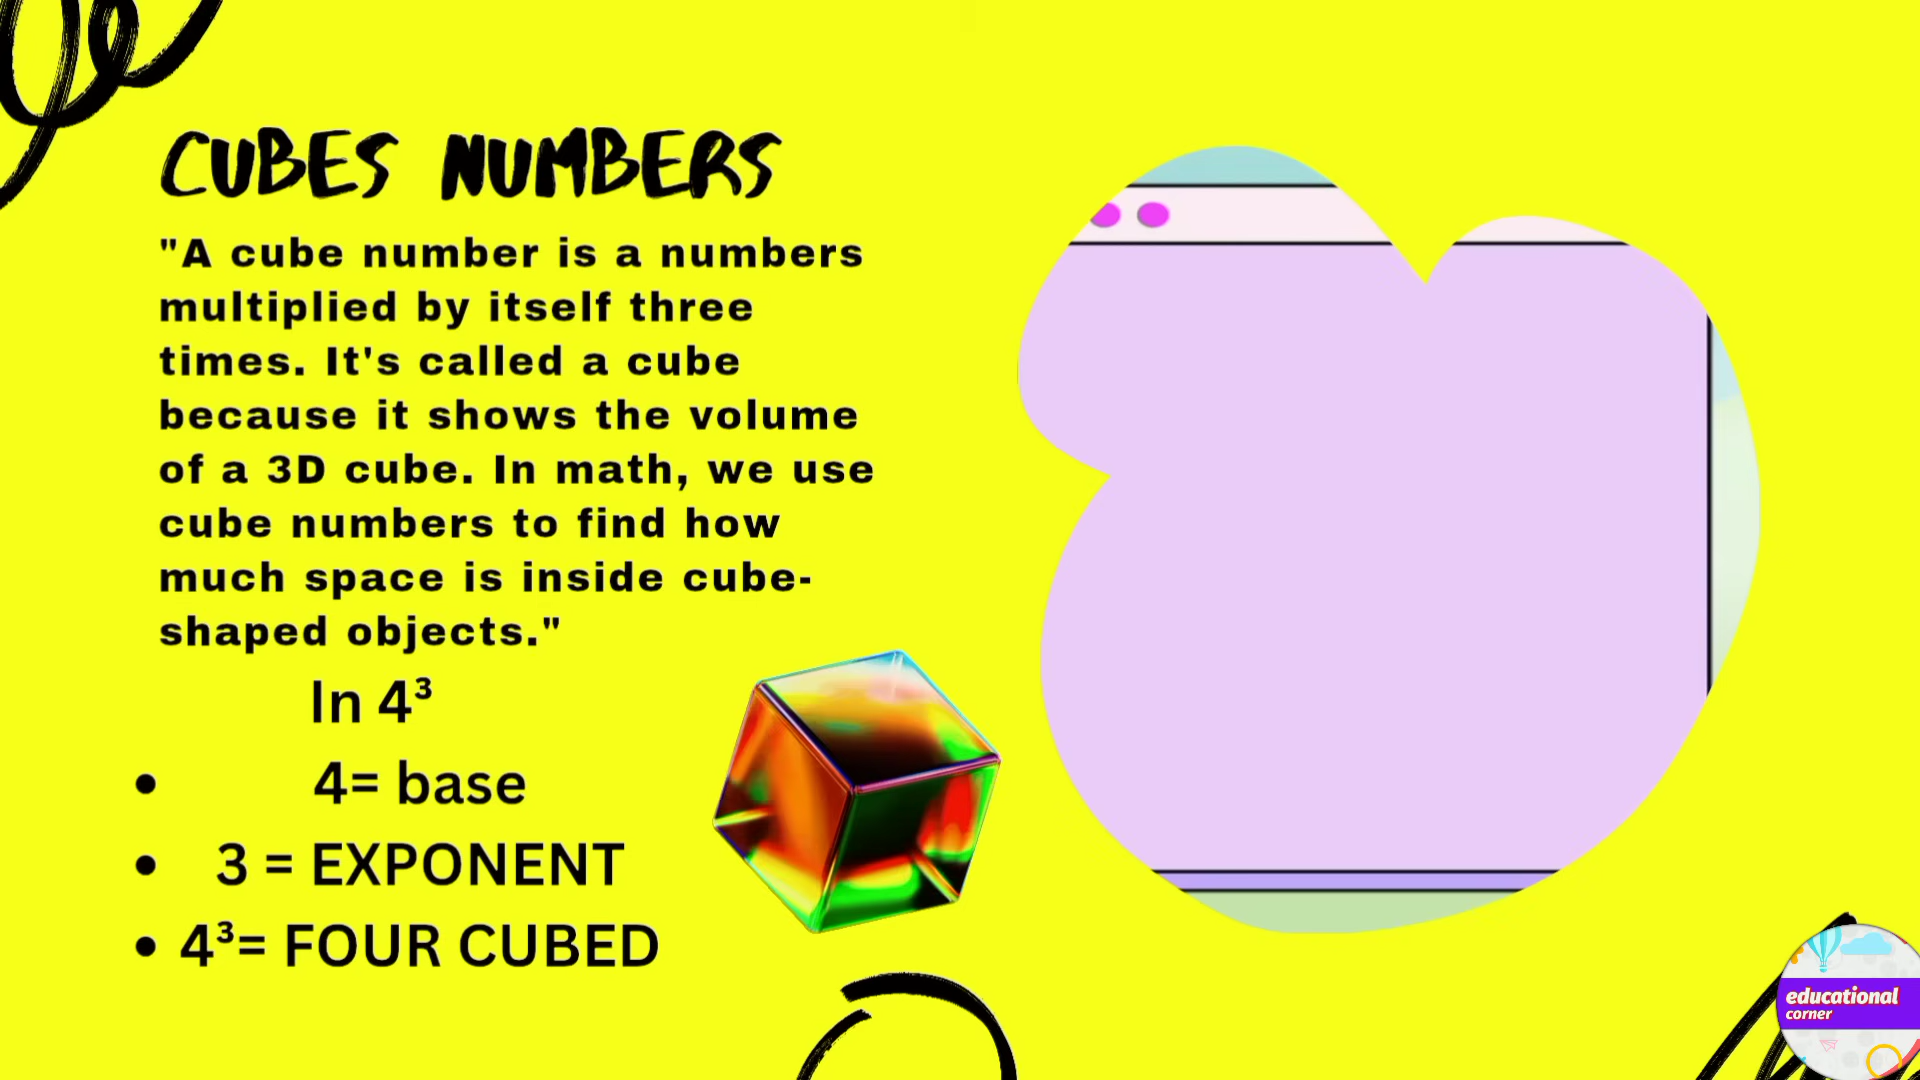 CUBES NUMBERS
"A cube number is a numbers
multiplied by itself three
times. It's called a cube
because it shows the volume
of a 3D cube. In math, we use
cube numbers to find how
much space is inside cube-
shaped objects."
In 4³
• 4= base
• 3 = EXPONENT
• 4³= FOUR CUBED
educational
corner